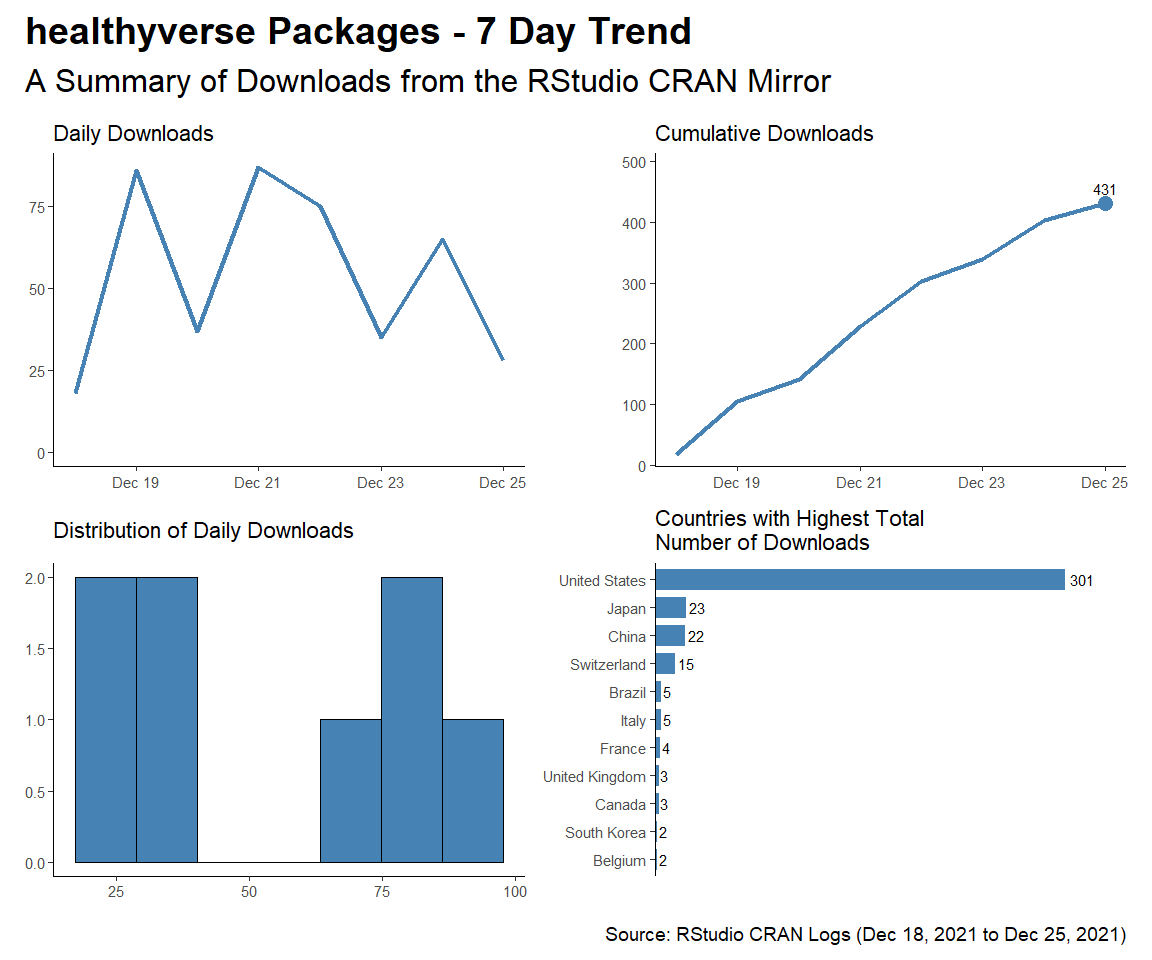 healthyverse Packages - 7 Day Trend
A Summary of Downloads from the RStudio CRAN Mirror
Daily Downloads
75
50
25
0
Dec 19 Dec 21 Dec 23 Dec 25
Cumulative Downloads
500
400
300
200
100
0
431
Dec 19 Dec 21 Dec 23 Dec 25
Distribution of Daily Downloads
2.0
1.5
1.0
0.5
0.0
25 50 75 100
Countries with Highest Total
Number of Downloads
United States 301
Japan 23
China 22
Switzerland 15
Brazil 5
Italy 5
France 4
United Kingdom 3
Canada 3
South Korea 2
Belgium 2
Source: RStudio CRAN Logs (Dec 18, 2021 to Dec 25, 2021)